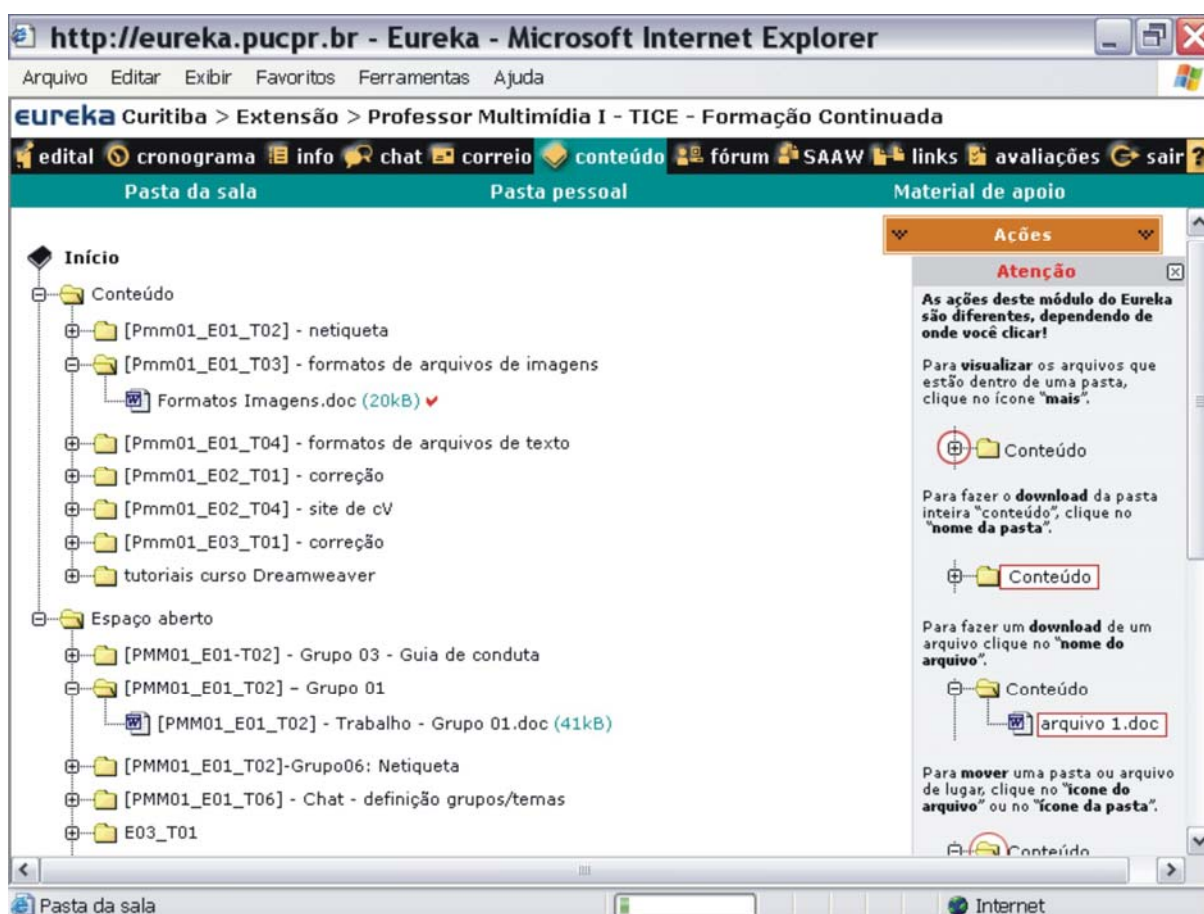 http://eureka.pucpr.br - Eureka - Microsoft Internet Explorer
Arquivo Editar Exibir Favoritos Ferramentas Ajuda
eureka Curitiba > Extensão > Professor Multimídia I - TICE - Formação Continuada
edital cronograma info chat correio conteúdo fórum SAAW links avaliações sair ?
Pasta da sala Pasta pessoal Material de apoio
Início
Conteúdo
[Pmm01_E01_T02] - netiqueta
[Pmm01_E01_T03] - formatos de arquivos de imagens
Formatos Imagens.doc (20kB)
[Pmm01_E01_T04] - formatos de arquivos de texto
[Pmm01_E02_T01] - correção
[Pmm01_E02_T04] - site de cV
[Pmm01_E03_T01] - correção
tutoriais curso Dreamweaver
Espaço aberto
[PMM01_E01-T02] - Grupo 03 - Guia de conduta
[PMM01_E01_T02] – Grupo 01
[PMM01_E01_T02] - Trabalho - Grupo 01.doc (41kB)
[PMM01_E01_T02]-Grupo06: Netiqueta
[PMM01_E01_T06] - Chat - definição grupos/temas
E03_T01
Ações
Atenção
As ações deste módulo do Eureka
são diferentes, dependendo de
onde você clicar!
Para visualizar os arquivos que
estão dentro de uma pasta,
clique no ícone "mais".
Conteúdo
Para fazer o download da pasta
inteira "conteúdo", clique no
"nome da pasta".
Conteúdo
Para fazer um download de um
arquivo clique no "nome do
arquivo".
Conteúdo
arquivo 1.doc
Para mover uma pasta ou arquivo
de lugar, clique no "ícone do
arquivo" ou no "ícone da pasta".
Conteúdo
Pasta da sala Internet